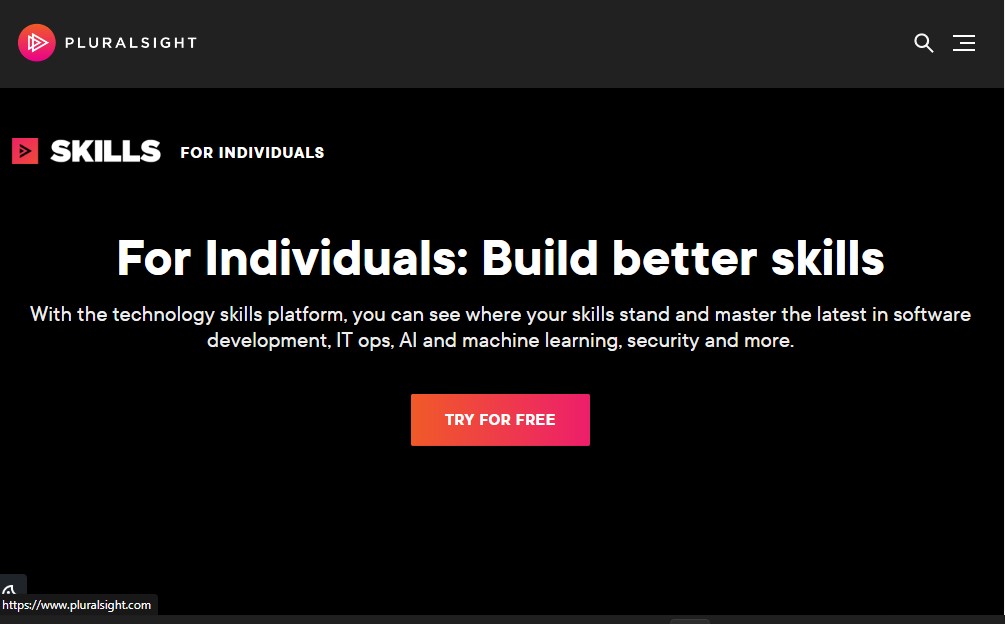 PLURALSIGHT
SKILLS FOR INDIVIDUALS
For Individuals: Build better skills
With the technology skills platform, you can see where your skills stand and master the latest in software
development, IT ops, AI and machine learning, security and more.
TRY FOR FREE
https://www.pluralsight.com